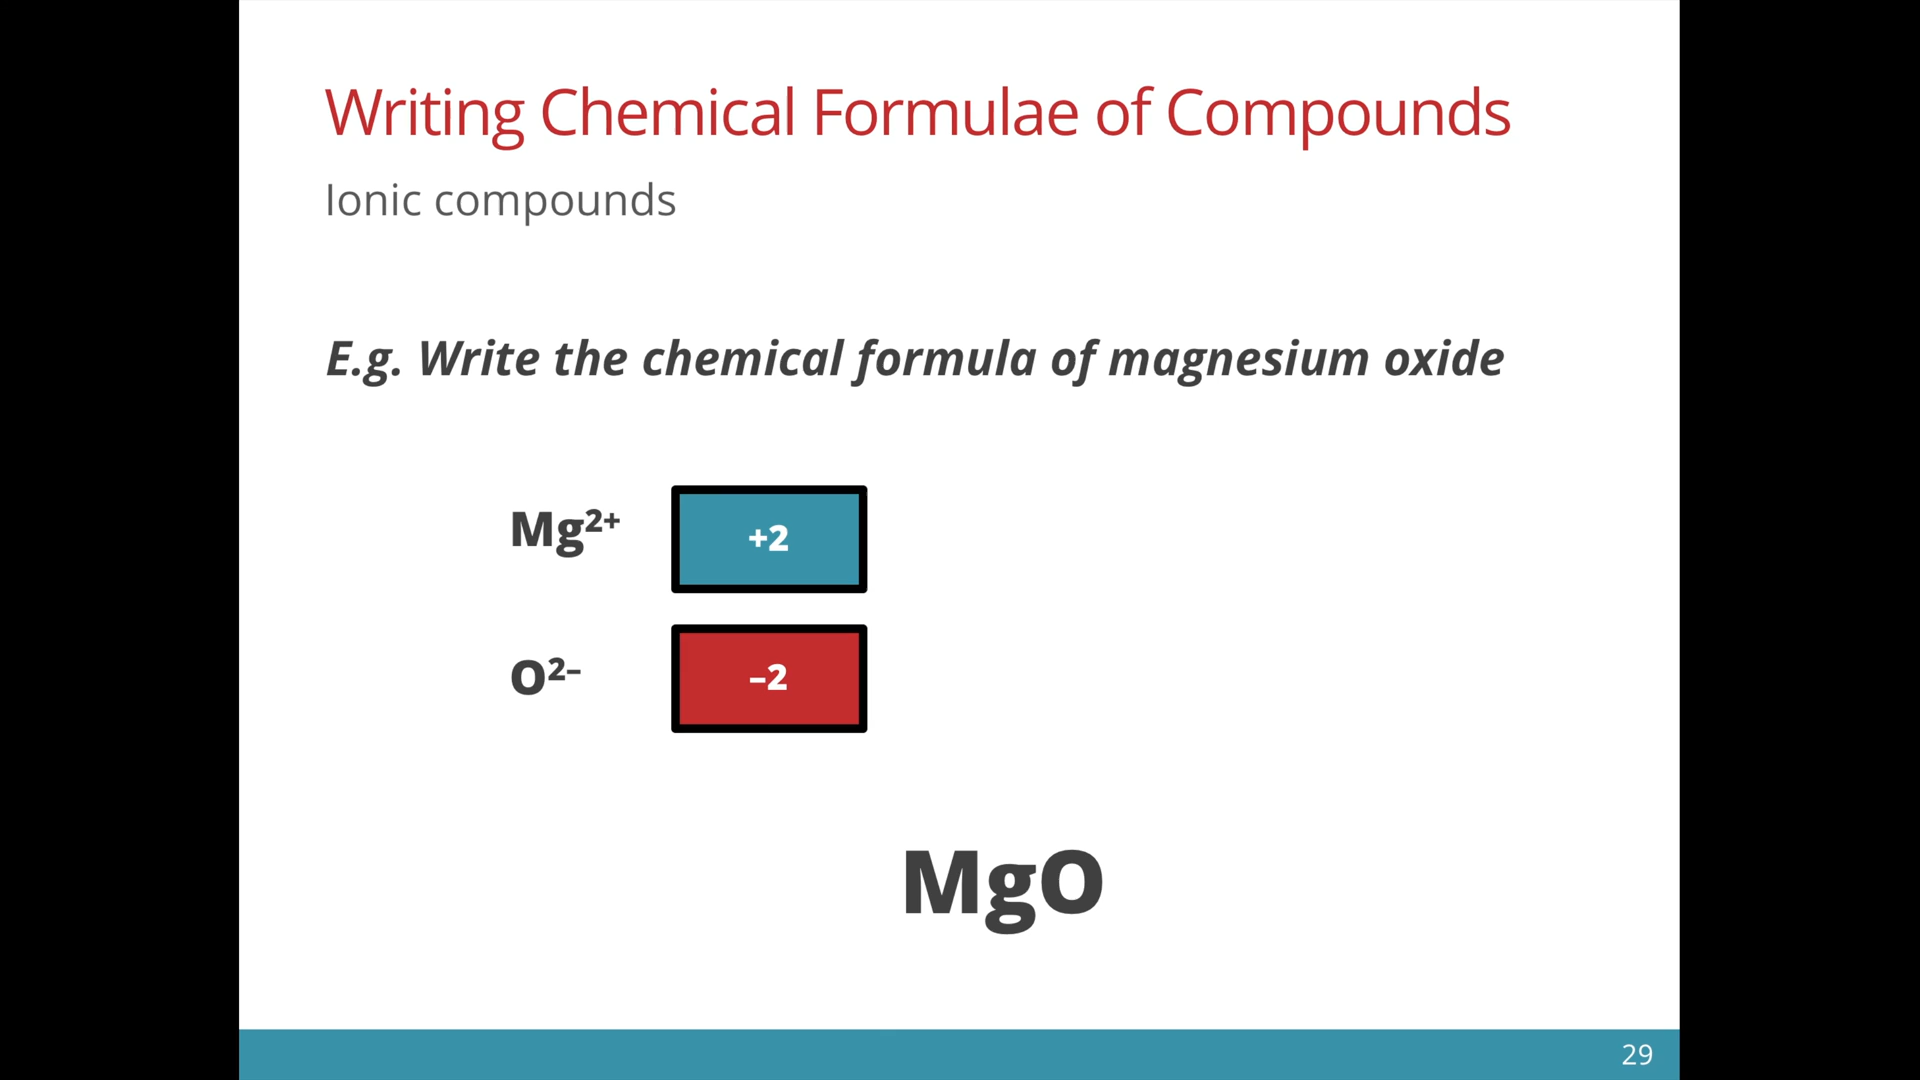 Writing Chemical Formulae of Compounds
Ionic compounds
E.g. Write the chemical formula of magnesium oxide
Mg²⁺
+2
O²⁻
–2
MgO
29